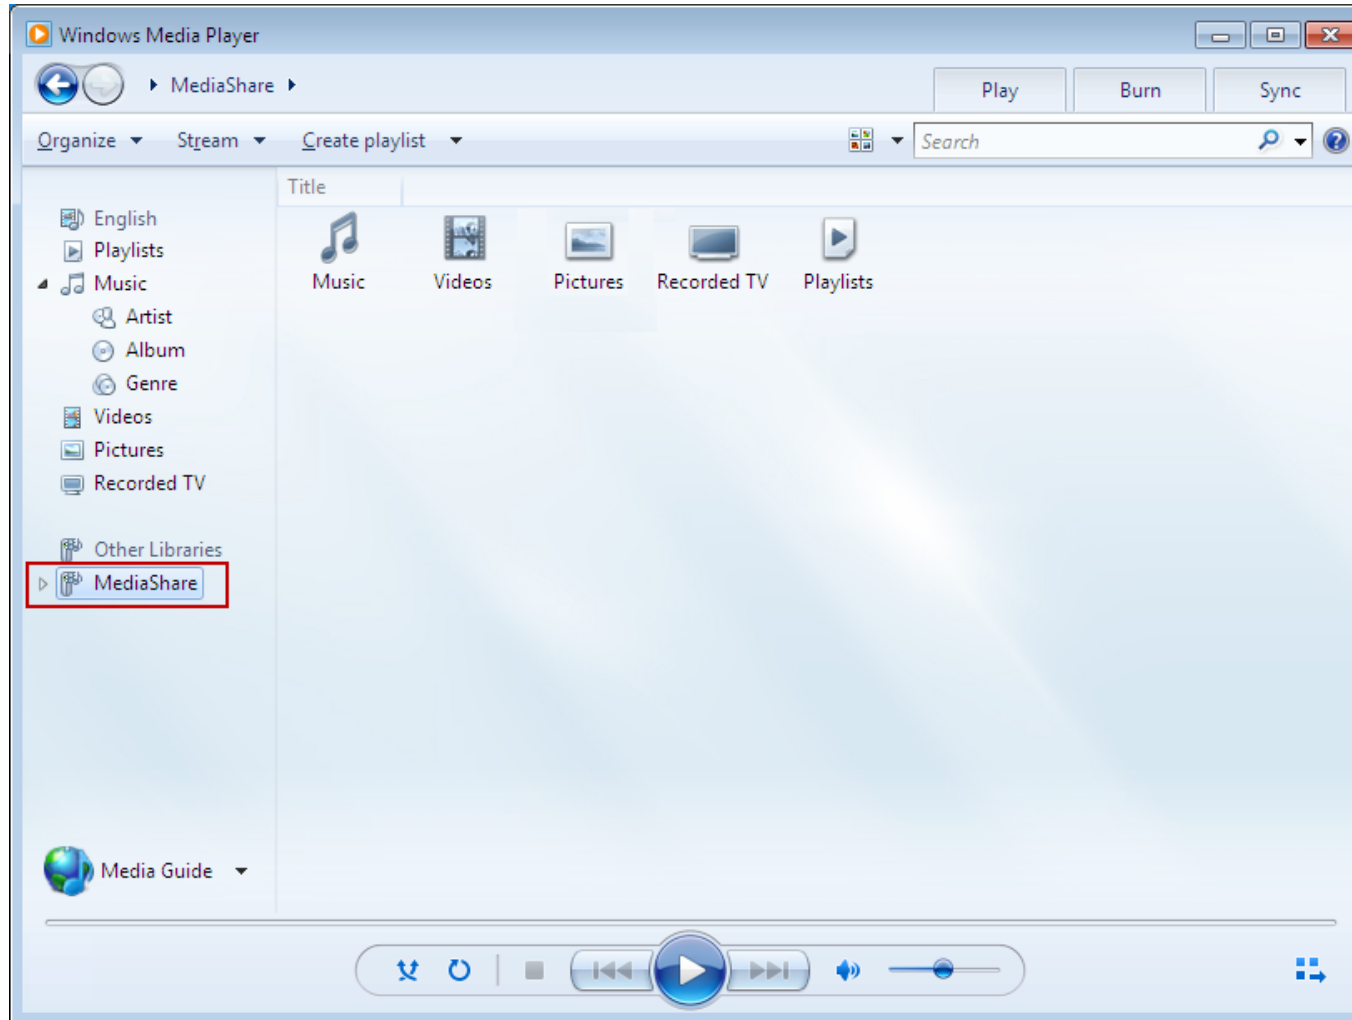 Windows Media Player
MediaShare
Play Burn Sync
Organize Stream Create playlist Search
Title
English
Playlists
Music
Artist
Album
Genre
Videos
Pictures
Recorded TV
Other Libraries
MediaShare
Music Videos Pictures Recorded TV Playlists
Media Guide